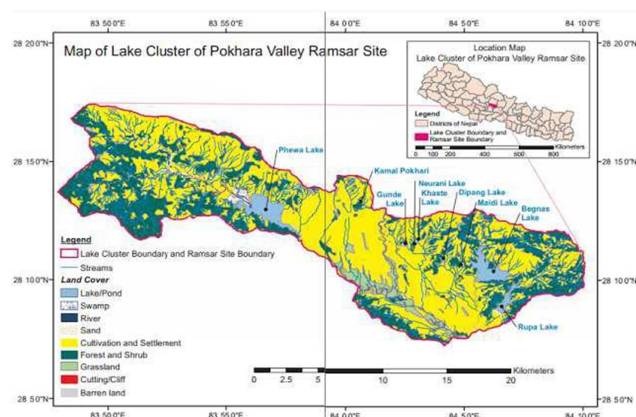 83 50'0"E
83 55'0"E
84 0'0"E
84 5'0"E
84 10'0"E
28 20'0"N
28 20'0"N
Map of Lake Cluster of Pokhara Valley Ramsar Site
Location Map
Lake Cluster of Pokhara Valley Ramsar Site
Legend
Districts of Nepal
Lake Cluster Boundary and
Ramsar Site Boundary
Kilometers
0 50 100 200 400 600 800
28 15'0"N
28 15'0"N
Phewa Lake
Kamal Pokhari
Gunde
Lake
Neurani Lake
Khaste
Lake
Dipang Lake
Maidi Lake
Begnas
Lake
Rupa Lake
28 10'0"N
28 10'0"N
Legend
Lake Cluster Boundary and Ramsar Site Boundary
Streams
Land Cover
Lake/Pond
Swamp
River
Sand
Cultivation and Settlement
Forest and Shrub
Grassland
Cutting/Cliff
Barren land
Kilometers
0 2.5 5 10 15 20
28 5'0"N
28 5'0"N
83 50'0"E
83 55'0"E
84 0'0"E
84 5'0"E
84 10'0"E